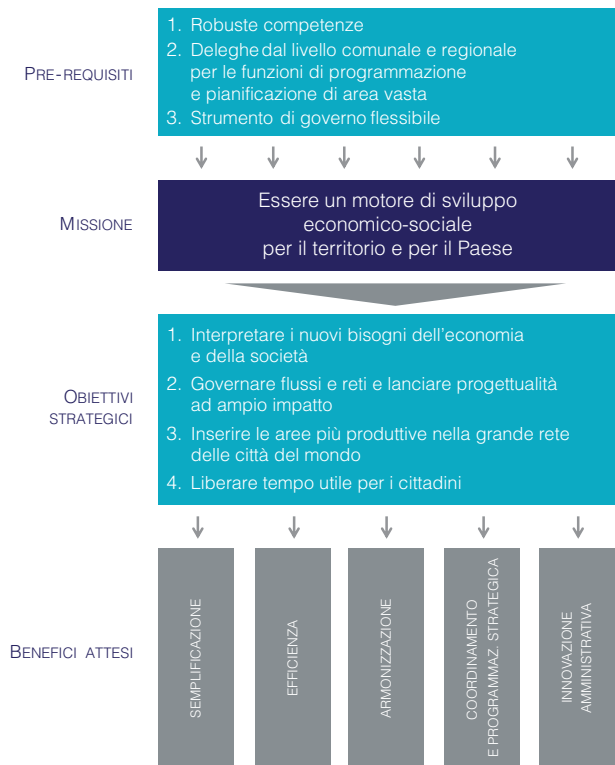 PRE-REQUISITI
1. Robuste competenze
2. Deleghe dal livello comunale e regionale
per le funzioni di programmazione
e pianificazione di area vasta
3. Strumento di governo flessibile
MISSIONE
Essere un motore di sviluppo
economico-sociale
per il territorio e per il Paese
OBIETTIVI
STRATEGICI
1. Interpretare i nuovi bisogni dell'economia
e della società
2. Governare flussi e reti e lanciare progettualità
ad ampio impatto
3. Inserire le aree più produttive nella grande rete
delle città del mondo
4. Liberare tempo utile per i cittadini
BENEFICI ATTESI
SEMPLIFICAZIONE
EFFICIENZA
ARMONIZZAZIONE
COORDINAMENTO
E PROGRAMMAZ. STRATEGICA
INNOVAZIONE
AMMINISTRATIVA